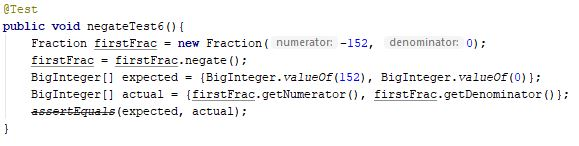 @Test
public void negateTest6(){
Fraction firstFrac = new Fraction( numerator: -152, denominator: 0);
firstFrac = firstFrac.negate();
BigInteger[] expected = {BigInteger.valueOf(152), BigInteger.valueOf(0)};
BigInteger[] actual = {firstFrac.getNumerator(), firstFrac.getDenominator()};
assertEquals(expected, actual);
}